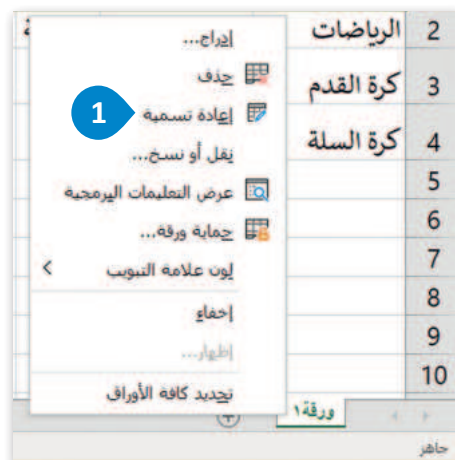 2 الرياضات
3 كرة القدم
4 كرة السلة
5
6
7
8
9
10
إدراج...
حذف
1 إعادة تسمية
نقل أو نسخ...
عرض التعليمات البرمجية
حماية ورقة...
لون علامة التبويب
إخفاء
إظهار...
تحديد كافة الأوراق
ورقة١
جاهز